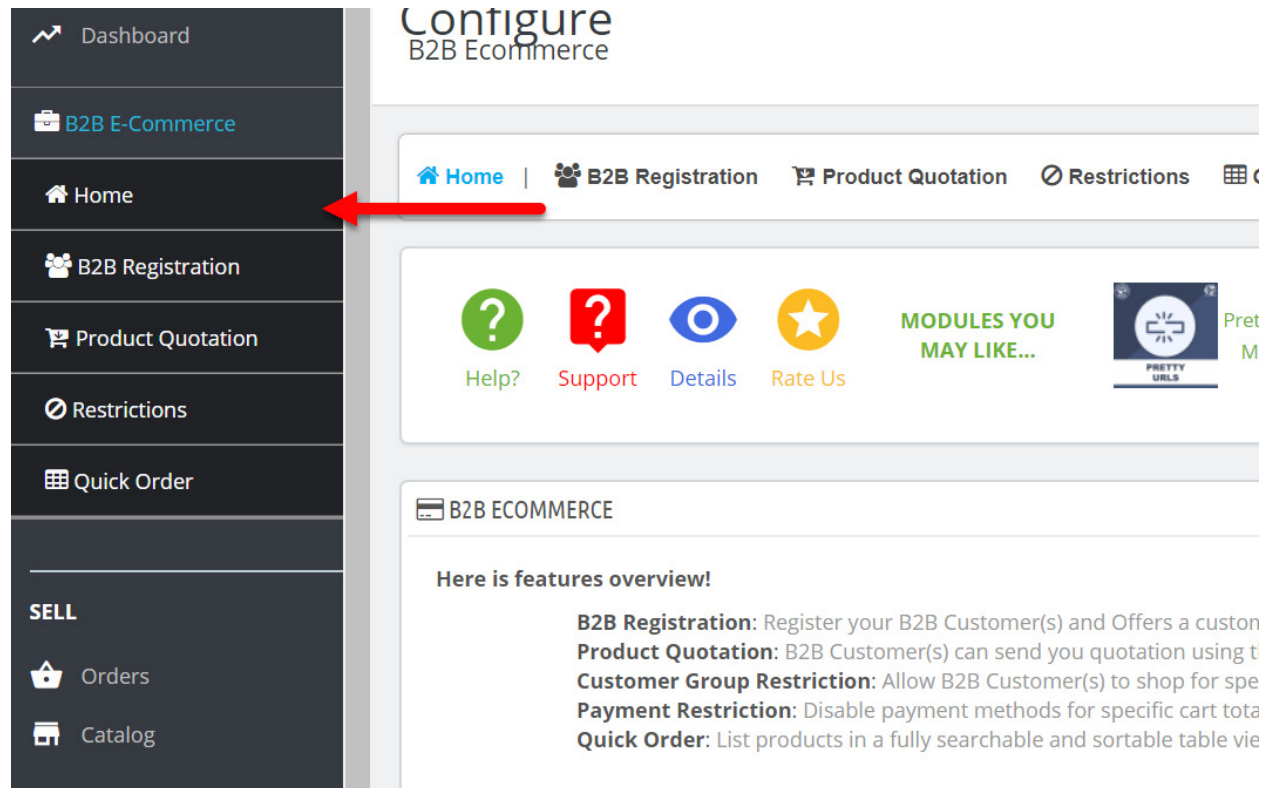 Dashboard
B2B E-Commerce
Home
B2B Registration
Product Quotation
Restrictions
Quick Order
SELL
Orders
Catalog
Configure
B2B Ecommerce
Home | B2B Registration Product Quotation Restrictions
Help? Support Details Rate Us
MODULES YOU
MAY LIKE...
PRETTY
URLS
B2B ECOMMERCE
Here is features overview!
B2B Registration: Register your B2B Customer(s) and Offers a
Product Quotation: B2B Customer(s) can send you quotation using
Customer Group Restriction: Allow B2B Customer(s) to shop for
Payment Restriction: Disable payment methods for specific cart
Quick Order: List products in a fully searchable and sortable table